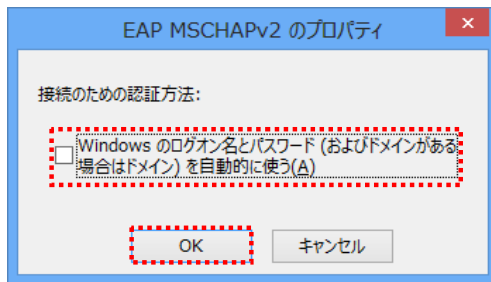 EAP MSCHAPv2 のプロパティ
接続のための認証方法:
Windows のログオン名とパスワード (およびドメインがある
場合はドメイン) を自動的に使う(A)
OK
キャンセル